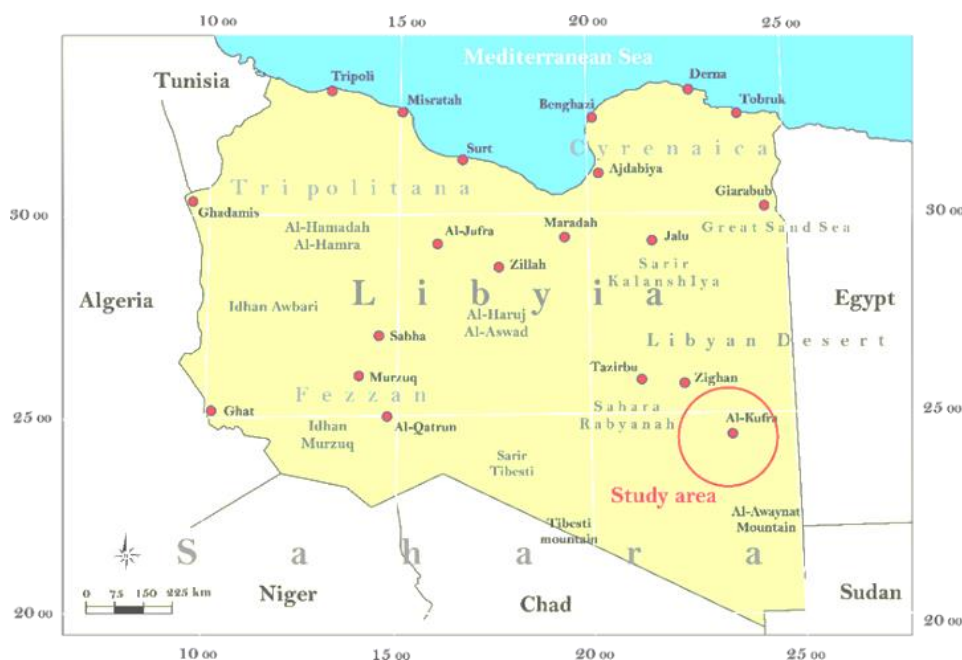 10 00 15 00 20 00 25 00
Mediterranean Sea
Tunisia
Tripoli
Derna
Misratah
Benghazi
Tobruk
Surt
Cyrenaica
Ajdabiya
Tripolitana
Giarabub
Ghadamis
30 00
30 00
Al-Hamadah
Al-Hamra
Al-Jufra
Maradah
Jalu
Great Sand Sea
Zillah
Sarir
Kalanshlya
Algeria
Libyia
Egypt
Idhan Awbari
Al-Haruj
Al-Aswad
Sabha
Libyan Desert
Murzuq
Tazirbu
Zighan
Fezzan
Ghat
25 00
25 00
Al-Qatrun
Sahara
Rabyanah
Al-Kufra
Idhan
Murzuq
Sarir
Tibesti
Study area
Al-Awaynat
Mountain
Tibesti
mountain
Sahara
0 75 150 225 km
Niger
Chad
Sudan
20 00
20 00
10 00 15 00 20 00 25 00